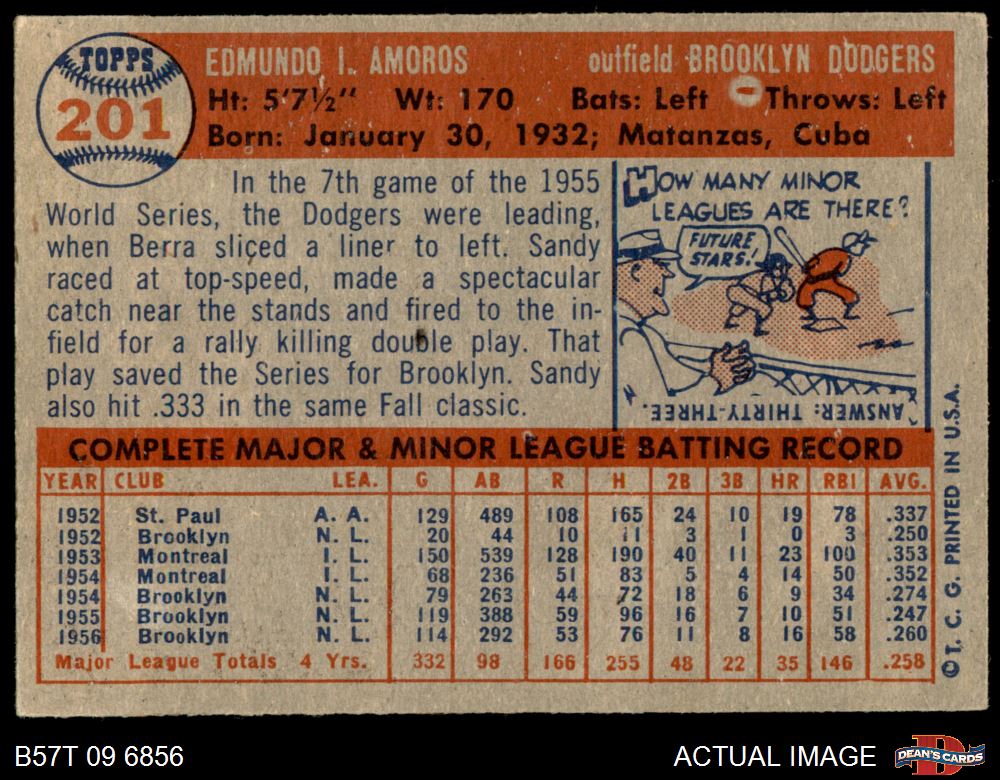 TOPPS
201
EDMUNDO I. AMOROS outfield BROOKLYN DODGERS
Ht: 5'7½" Wt: 170 Bats: Left - Throws: Left
Born: January 30, 1932; Matanzas, Cuba
In the 7th game of the 1955
World Series, the Dodgers were leading,
when Berra sliced a liner to left. Sandy
raced at top-speed, made a spectacular
catch near the stands and fired to the in-
field for a rally killing double play. That
play saved the Series for Brooklyn. Sandy
also hit .333 in the same Fall classic.
HOW MANY MINOR
LEAGUES ARE THERE?
FUTURE
STARS!
ANSWER: THIRTY-THREE.
COMPLETE MAJOR & MINOR LEAGUE BATTING RECORD
YEAR CLUB LEA. G AB R H 2B 3B HR RBI AVG.
1952 St. Paul A. A. 129 489 108 165 24 10 19 78 .337
1952 Brooklyn N. L. 20 44 10 11 3 1 0 3 .250
1953 Montreal I. L. 150 539 128 190 40 11 23 100 .353
1954 Montreal I. L. 68 236 51 83 5 4 14 50 .352
1954 Brooklyn N. L. 79 263 44 72 18 6 9 34 .274
1955 Brooklyn N. L. 119 388 59 96 16 7 10 51 .247
1956 Brooklyn N. L. 114 292 53 76 11 8 16 58 .260
Major League Totals 4 Yrs. 332 98 166 255 48 22 35 146 .258
©T. C. G. PRINTED IN U.S.A.
B57T 09 6856 ACTUAL IMAGE
DEAN'S CARDS